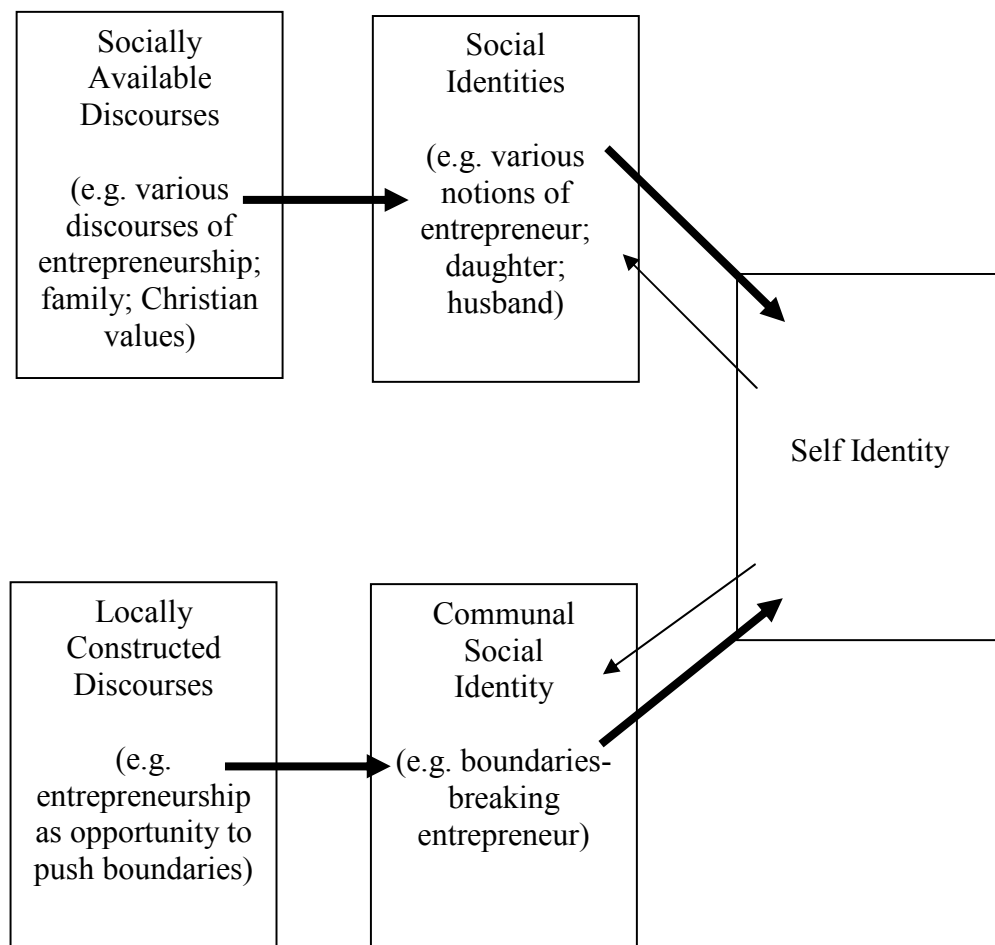 Socially
Available
Discourses
(e.g. various
discourses of
entrepreneurship;
family; Christian
values)
Social
Identities
(e.g. various
notions of
entrepreneur;
daughter;
husband)
Self Identity
Locally
Constructed
Discourses
(e.g.
entrepreneurship
as opportunity to
push boundaries)
Communal
Social
Identity
(e.g. boundaries-
breaking
entrepreneur)